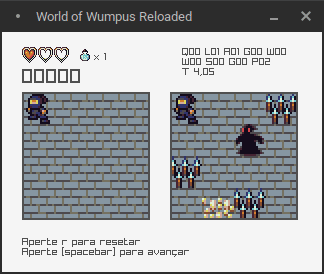 World of Wumpus Reloaded
x 1
Q00 L01 A01 G00 W00
W00 S00 G00 P02
T 4,05
Aperte r para resetar
Aperte [spacebar] para avançar